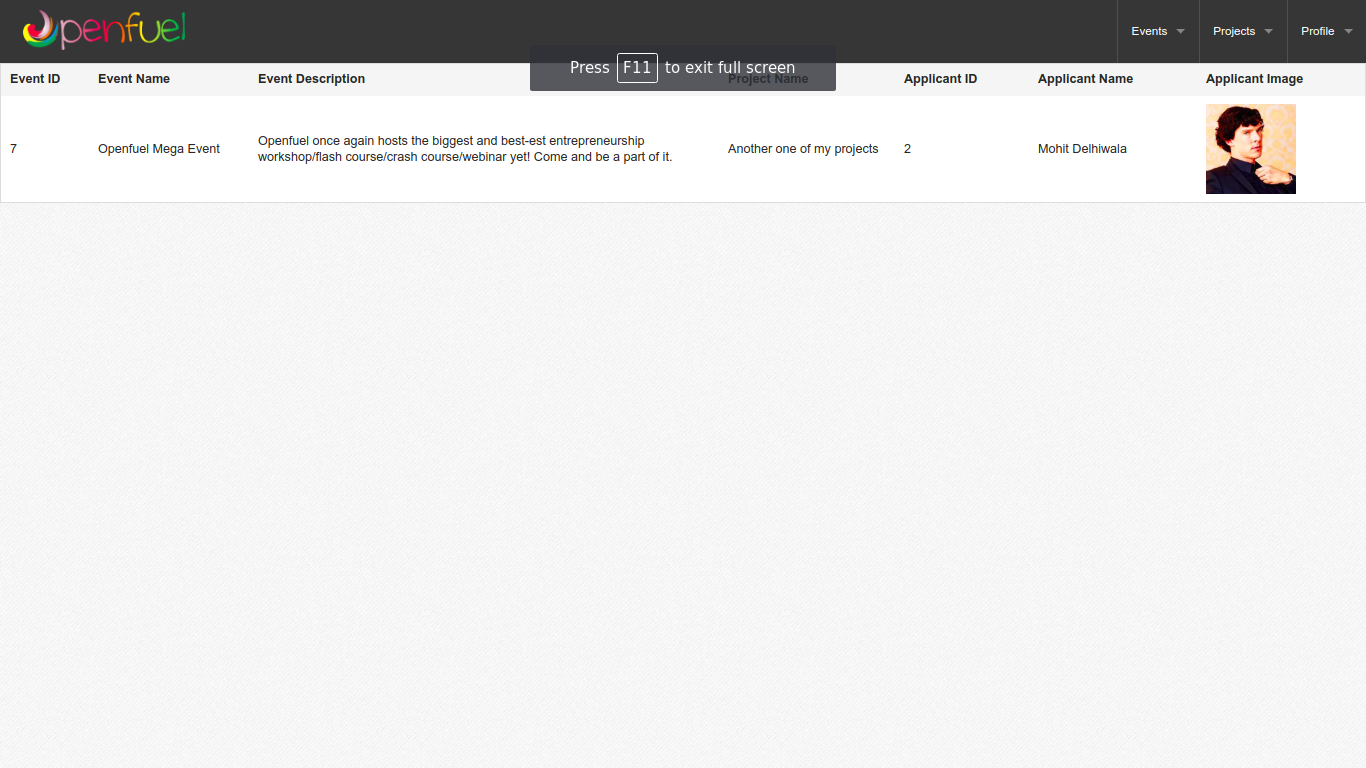 Openfuel
Events
Projects
Profile
Press F11 to exit full screen
Event ID
Event Name
Event Description
Project Name
Applicant ID
Applicant Name
Applicant Image
7
Openfuel Mega Event
Openfuel once again hosts the biggest and best-est entrepreneurship
workshop/flash course/crash course/webinar yet! Come and be a part of it.
Another one of my projects
2
Mohit Delhiwala